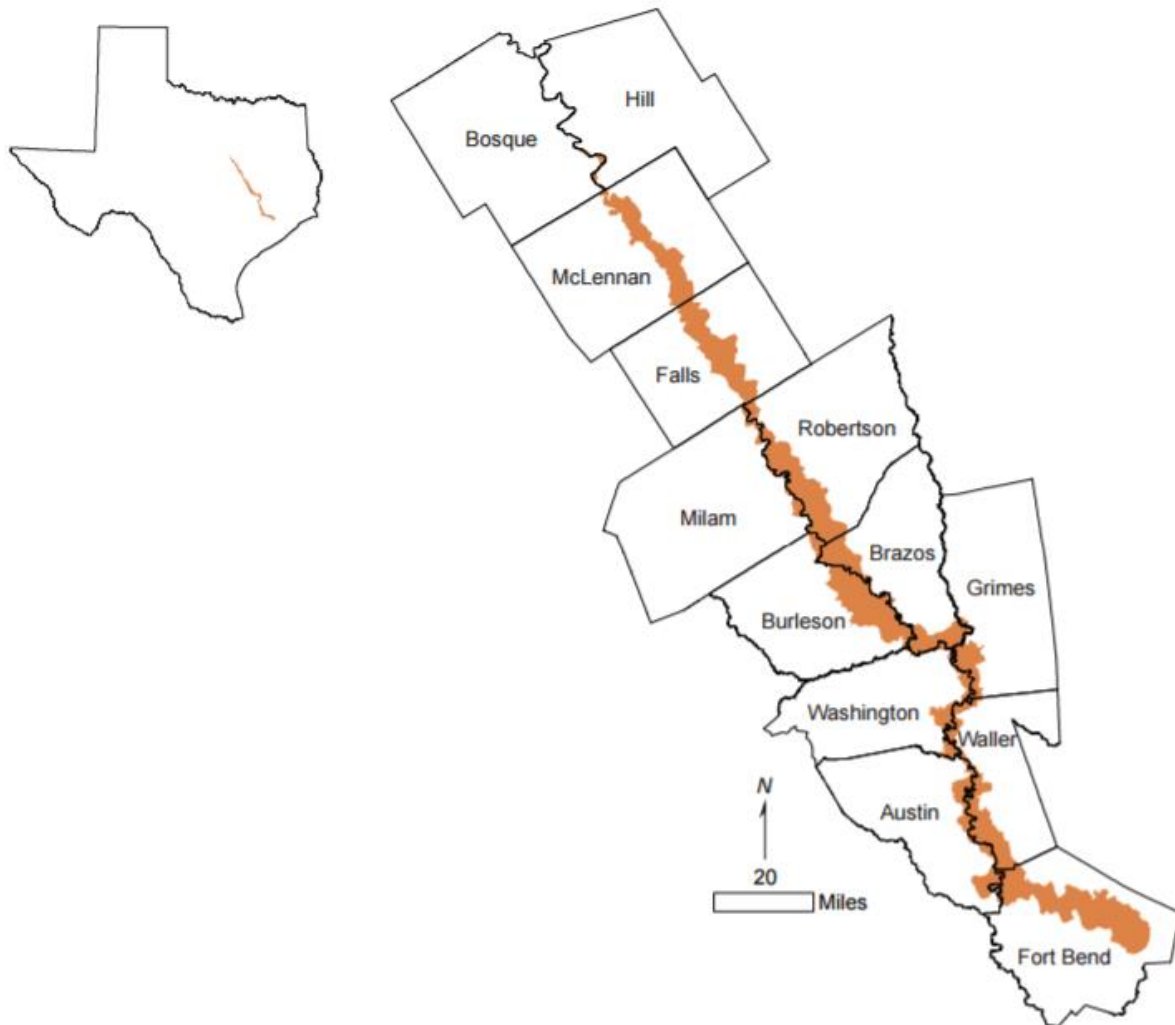 Hill
Bosque
McLennan
Falls
Robertson
Milam
Brazos
Grimes
Burleson
Washington
Waller
N
Austin
20
Miles
Fort Bend